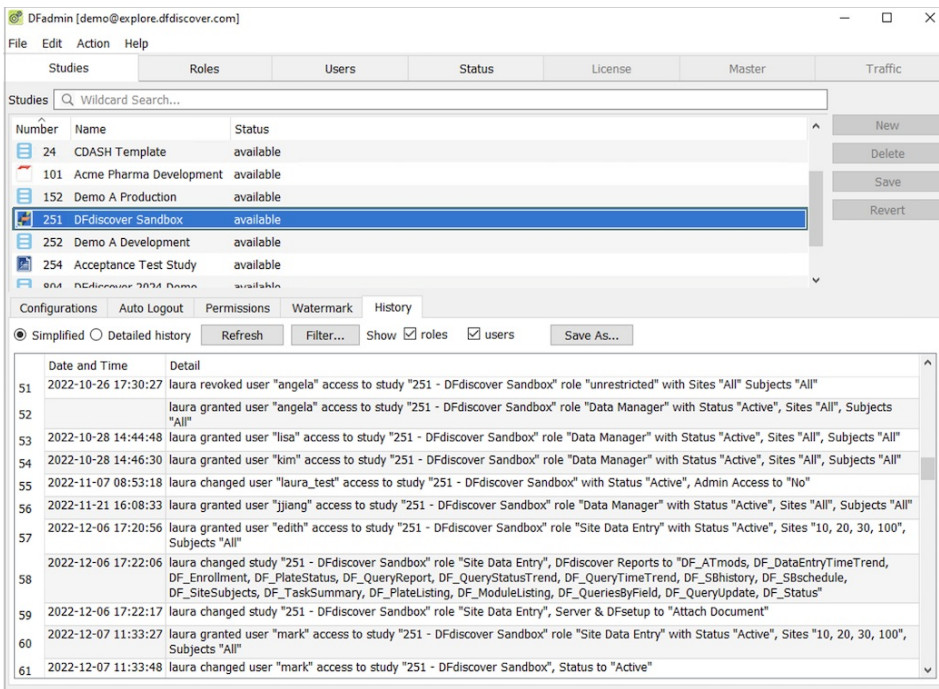 DFadmin [demo@explore.dfdiscover.com]
File Edit Action Help
Studies Roles Users Status License Master Traffic
Studies Wildcard Search...
Number Name Status
24 CDASH Template available
101 Acme Pharma Development available
152 Demo A Production available
251 DFdiscover Sandbox available
252 Demo A Development available
254 Acceptance Test Study available
804 DFdiscover 2024 Demo available
New
Delete
Save
Revert
Configurations Auto Logout Permissions Watermark History
Simplified Detailed history Refresh Filter... Show roles users Save As...
Date and Time Detail
51 2022-10-26 17:30:27 laura revoked user "angela" access to study "251 - DFdiscover Sandbox" role "unrestricted" with Sites "All" Subjects "All"
52 laura granted user "angela" access to study "251 - DFdiscover Sandbox" role "Data Manager" with Status "Active", Sites "All", Subjects
"All"
53 2022-10-28 14:44:48 laura granted user "lisa" access to study "251 - DFdiscover Sandbox" role "Data Manager" with Status "Active", Sites "All", Subjects "All"
54 2022-10-28 14:46:30 laura granted user "kim" access to study "251 - DFdiscover Sandbox" role "Data Manager" with Status "Active", Sites "All", Subjects "All"
55 2022-11-07 08:53:18 laura changed user "laura_test" access to study "251 - DFdiscover Sandbox" with Status "Active", Admin Access to "No"
56 2022-11-21 16:08:33 laura granted user "jjiang" access to study "251 - DFdiscover Sandbox" role "Data Manager" with Status "Active", Sites "All", Subjects "All"
57 2022-12-06 17:20:56 laura granted user "edith" access to study "251 - DFdiscover Sandbox" role "Site Data Entry" with Status "Active", Sites "10, 20, 30, 100",
Subjects "All"
58 2022-12-06 17:22:06 laura changed study "251 - DFdiscover Sandbox" role "Site Data Entry", DFdiscover Reports to "DF_ATmods, DF_DataEntryTimeTrend,
DF_Enrollment, DF_PlateStatus, DF_QueryReport, DF_QueryStatusTrend, DF_QueryTimeTrend, DF_SBhistory, DF_SBschedule,
DF_SiteSubjects, DF_TaskSummary, DF_PlateListing, DF_ModuleListing, DF_QueriesByField, DF_QueryUpdate, DF_Status"
59 2022-12-06 17:22:17 laura changed study "251 - DFdiscover Sandbox" role "Site Data Entry", Server & DFsetup to "Attach Document"
60 2022-12-07 11:33:27 laura granted user "mark" access to study "251 - DFdiscover Sandbox" role "Site Data Entry" with Status "Active", Sites "10, 20, 30, 100",
Subjects "All"
61 2022-12-07 11:33:48 laura changed user "mark" access to study "251 - DFdiscover Sandbox", Status to "Active"